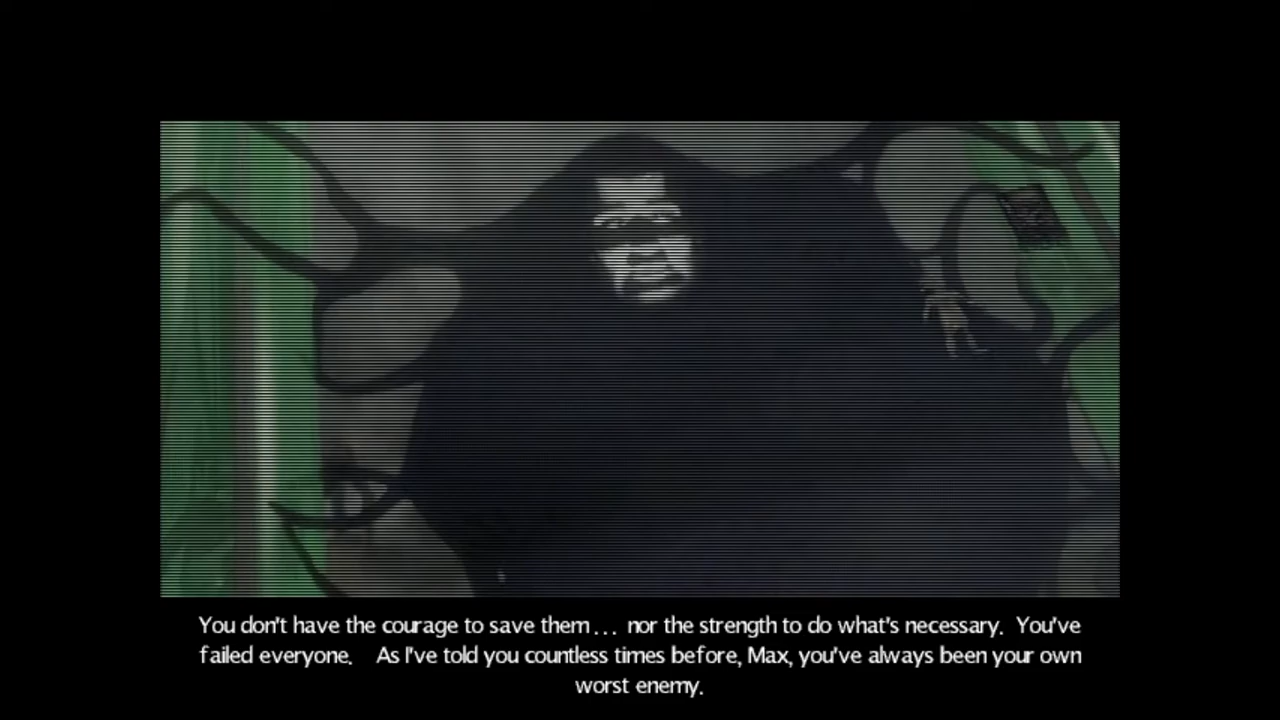 You don't have the courage to save them... nor the strength to do what's necessary. You've
failed everyone. As I've told you countless times before, Max, you've always been your own
worst enemy.